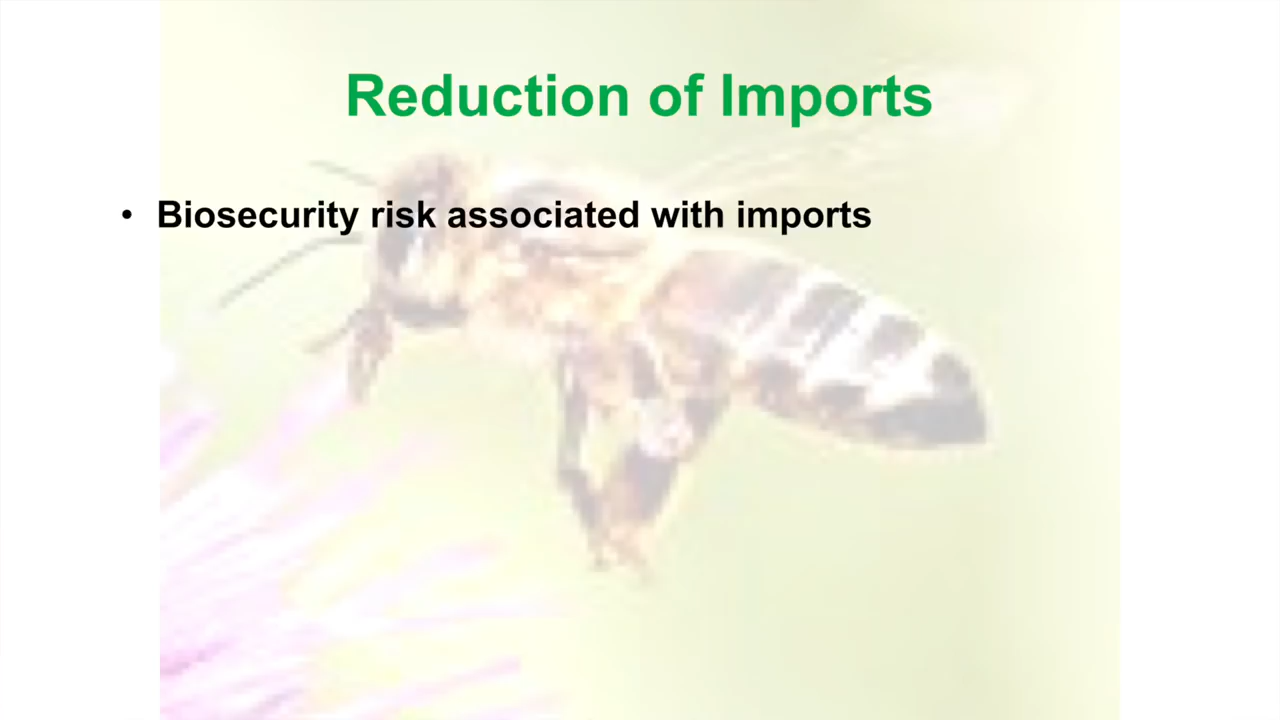 Reduction of Imports
• Biosecurity risk associated with imports